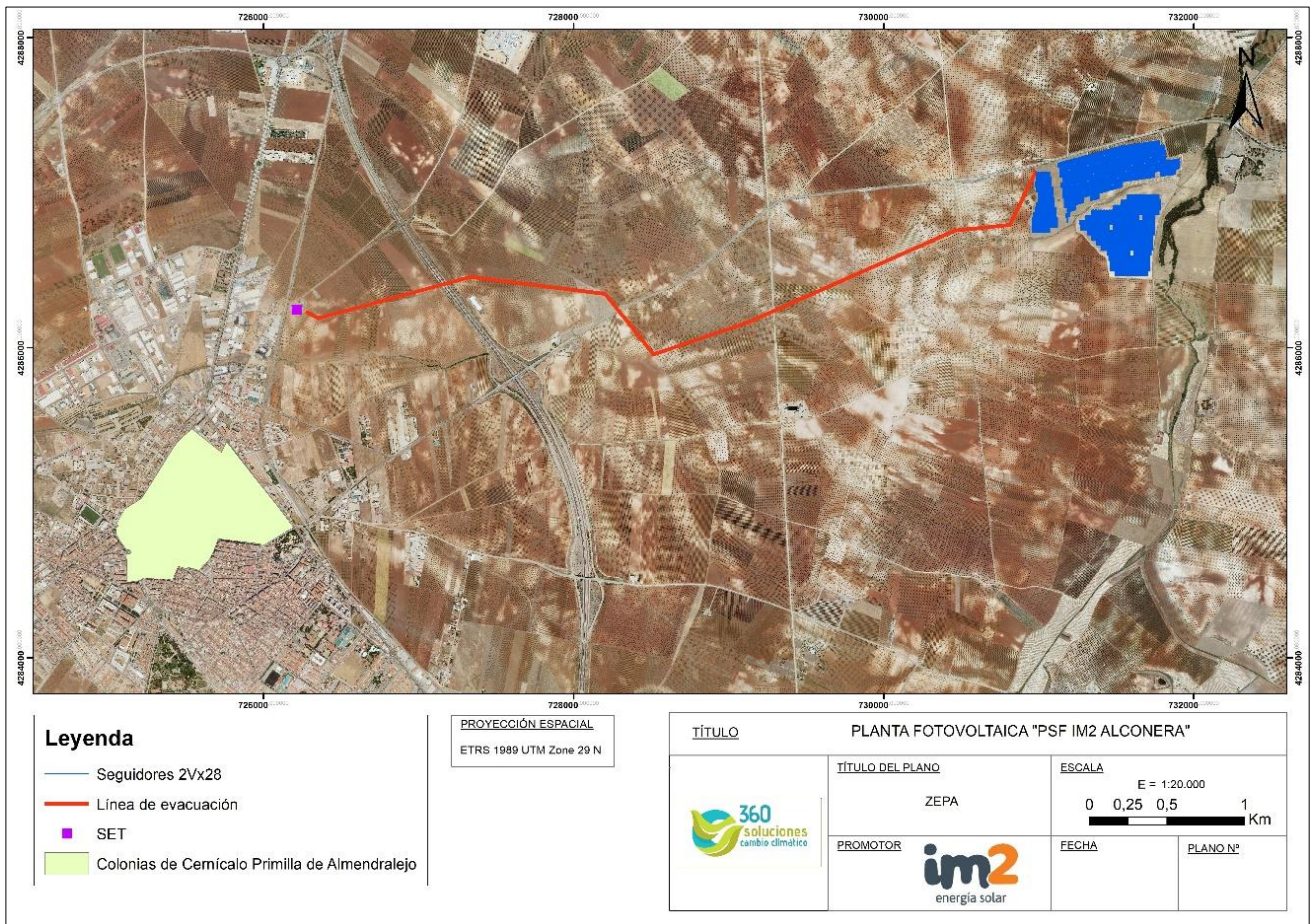 726000 728000 730000 732000
4288000 4288000
N
4286000 4286000
4284000 4284000
726000 728000 730000 732000
Leyenda
Seguidores 2Vx28
Línea de evacuación
SET
Colonias de Cernícalo Primilla de Almendralejo
PROYECCIÓN ESPACIAL
ETRS 1989 UTM Zone 29 N
TÍTULO PLANTA FOTOVOLTAICA "PSF IM2 ALCONERA"
360
soluciones
cambio climático
TÍTULO DEL PLANO
ZEPA
ESCALA
E = 1:20.000
0 0,25 0,5 1
Km
PROMOTOR
im2
energía solar
FECHA
PLANO Nº